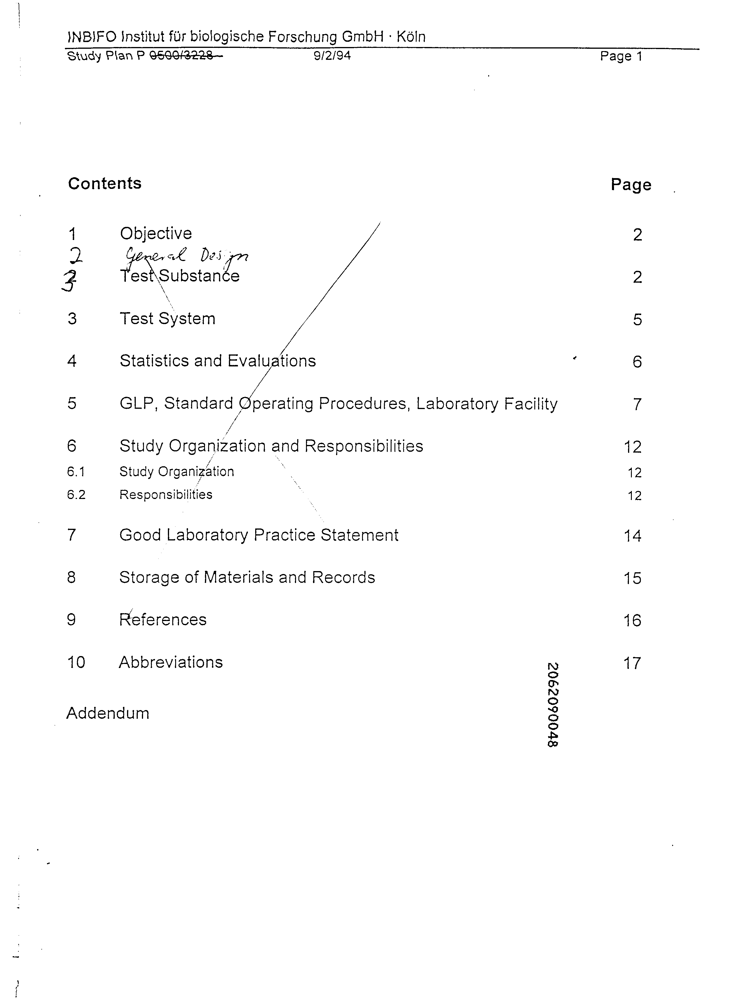 INBIFO Institut für biologische Forschung GmbH · Köln
Study Plan P 0500/3228 9/2/94 Page 1
Contents Page
1 Objective 2
2 General Design
3 Test Substance 2
3 Test System 5
4 Statistics and Evaluations 6
5 GLP, Standard Operating Procedures, Laboratory Facility 7
6 Study Organization and Responsibilities 12
6.1 Study Organization 12
6.2 Responsibilities 12
7 Good Laboratory Practice Statement 14
8 Storage of Materials and Records 15
9 References 16
10 Abbreviations 17
Addendum
2062090048